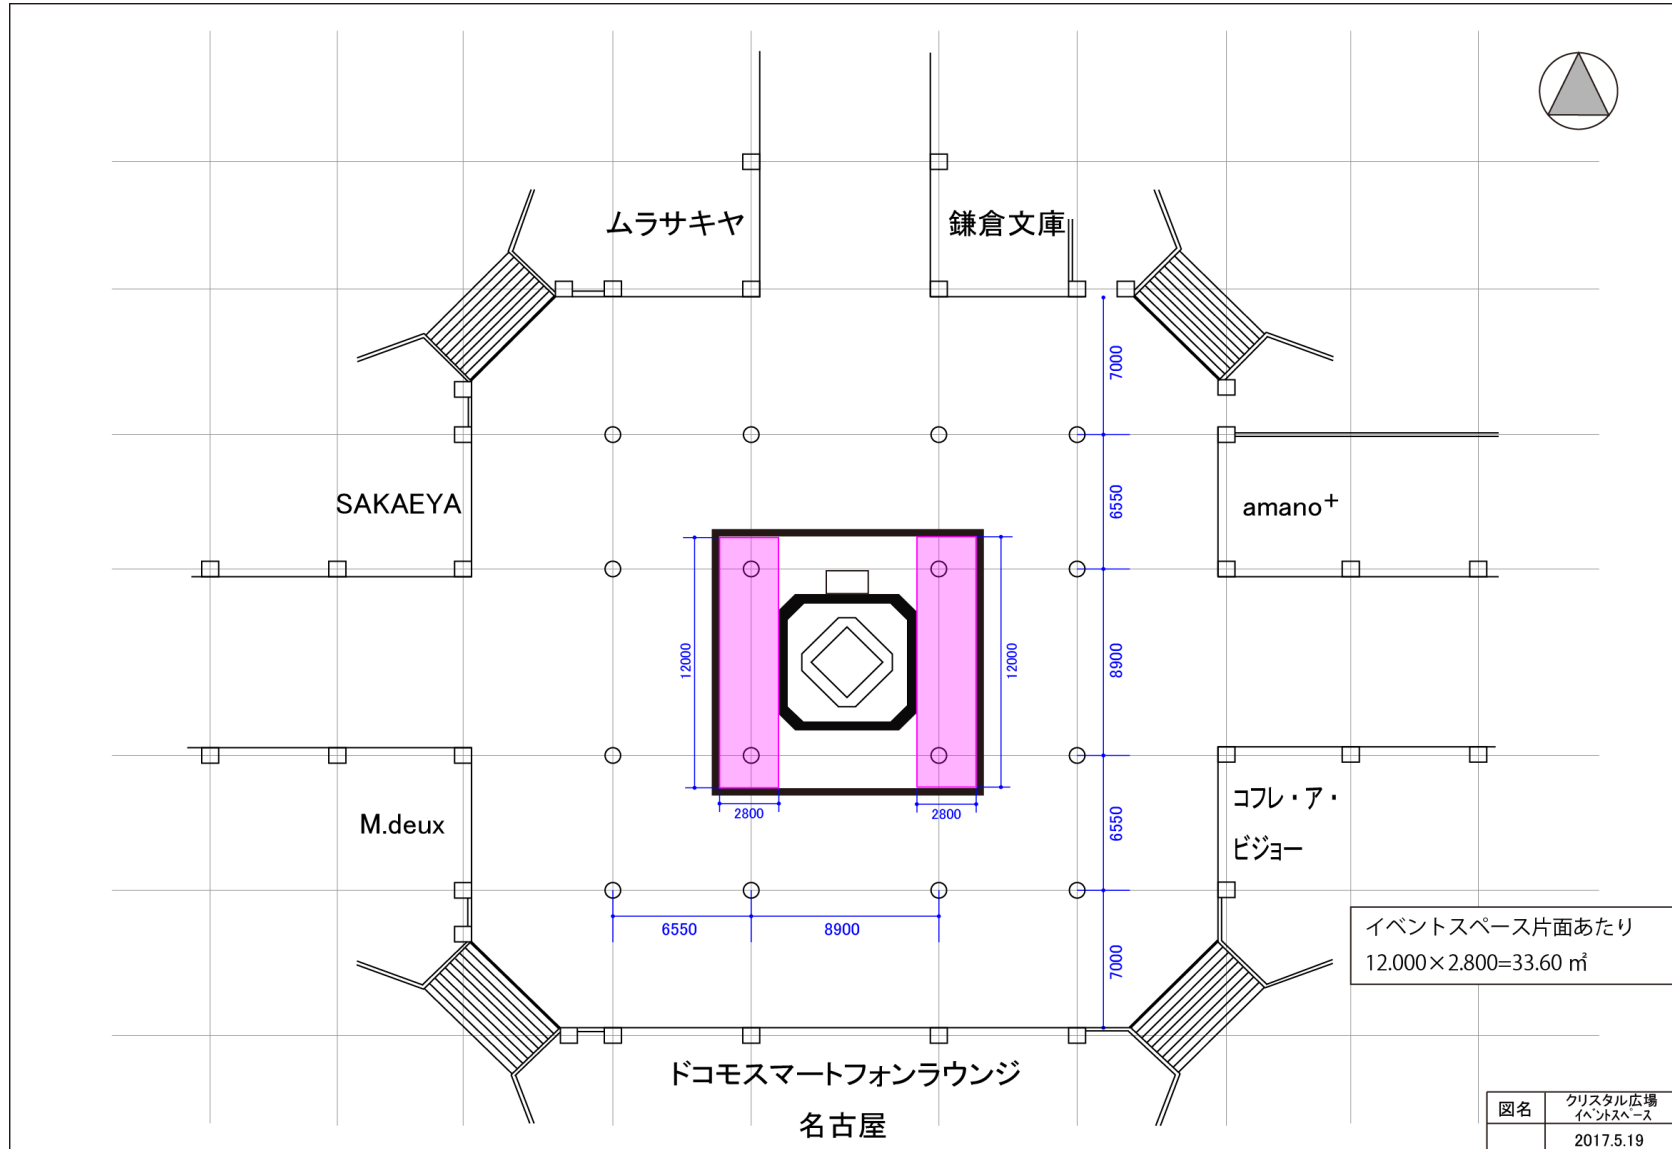 ムラサキヤ
鎌倉文庫
7000
SAKAEYA
6550
amano+
12000
8900
12000
2800
2800
M.deux
6550
コフレ・ア・
ビジョー
6550
8900
7000
イベントスペース片面あたり
12.000×2.800=33.60 ㎡
ドコモスマートフォンラウンジ
名古屋
図名
クリスタル広場
イベントスペース
2017.5.19